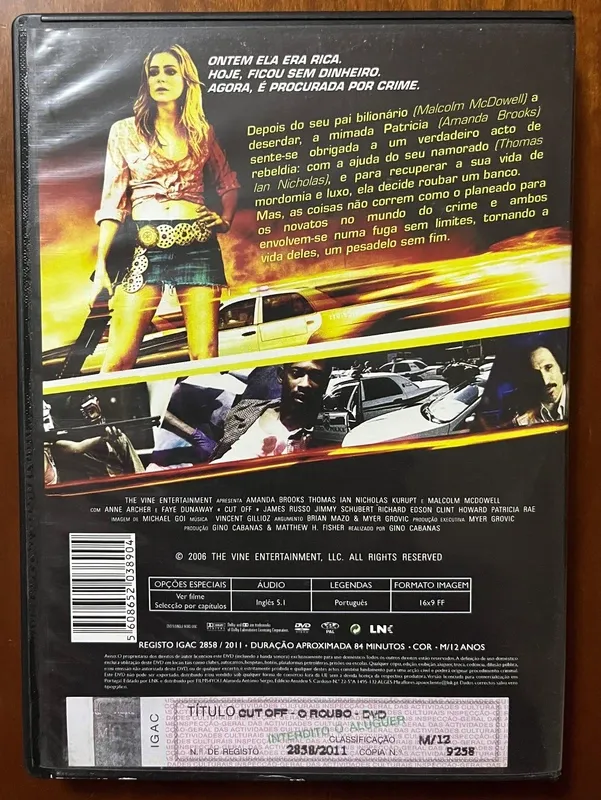 ONTEM ELA ERA RICA.
HOJE, FICOU SEM DINHEIRO.
AGORA, É PROCURADA POR CRIME.
Depois do seu pai bilionário (Malcolm McDowell) a
deserdar, a mimada Patricia (Amanda Brooks)
sente-se obrigada a um verdadeiro acto de
rebeldia: com a ajuda do seu namorado (Thomas
Ian Nicholas), e para recuperar a sua vida de
mordomia e luxo, ela decide roubar um banco.
Mas, as coisas não correm como o planeado para
os novatos no mundo do crime e ambos
envolvem-se numa fuga sem limites, tornando a
vida deles, um pesadelo sem fim.
THE VINE ENTERTAINMENT APRESENTA AMANDA BROOKS THOMAS IAN NICHOLAS KURUPT E MALCOLM MCDOWELL
COM ANNE ARCHER E FAYE DUNAWAY « CUT OFF » JAMES RUSSO JIMMY SCHUBERT RICHARD EDSON CLINT HOWARD PATRICIA RAE
IMAGEM DE MICHAEL GOI MÚSICA VINCENT GILLIOZ ARGUMENTO BRIAN MAZO & MYER GROVIC PRODUÇÃO EXECUTIVA MYER GROVIC
PRODUÇÃO GINO CABANAS & MATTHEW H. FISHER REALIZADO POR GINO CABANAS
© 2006 THE VINE ENTERTAINMENT, LLC. ALL RIGHTS RESERVED
5 608652 038904
OPÇÕES ESPECIAIS ÁUDIO LEGENDAS FORMATO IMAGEM
Ver filme
Selecção por capítulos Inglês 5.1 Português 16x9 FF
DVD PAL LNK
REGISTO IGAC 2858 / 2011 • DURAÇÃO APROXIMADA 84 MINUTOS • COR • M/12 ANOS
IGAC
TÍTULO CUT OFF - O ROUBO - DVD
INTERDITO O ALUGUER
CLASSIFICAÇÃO M/12
N.º DE REGISTO 2858/2011 CÓPIA N.º 9258